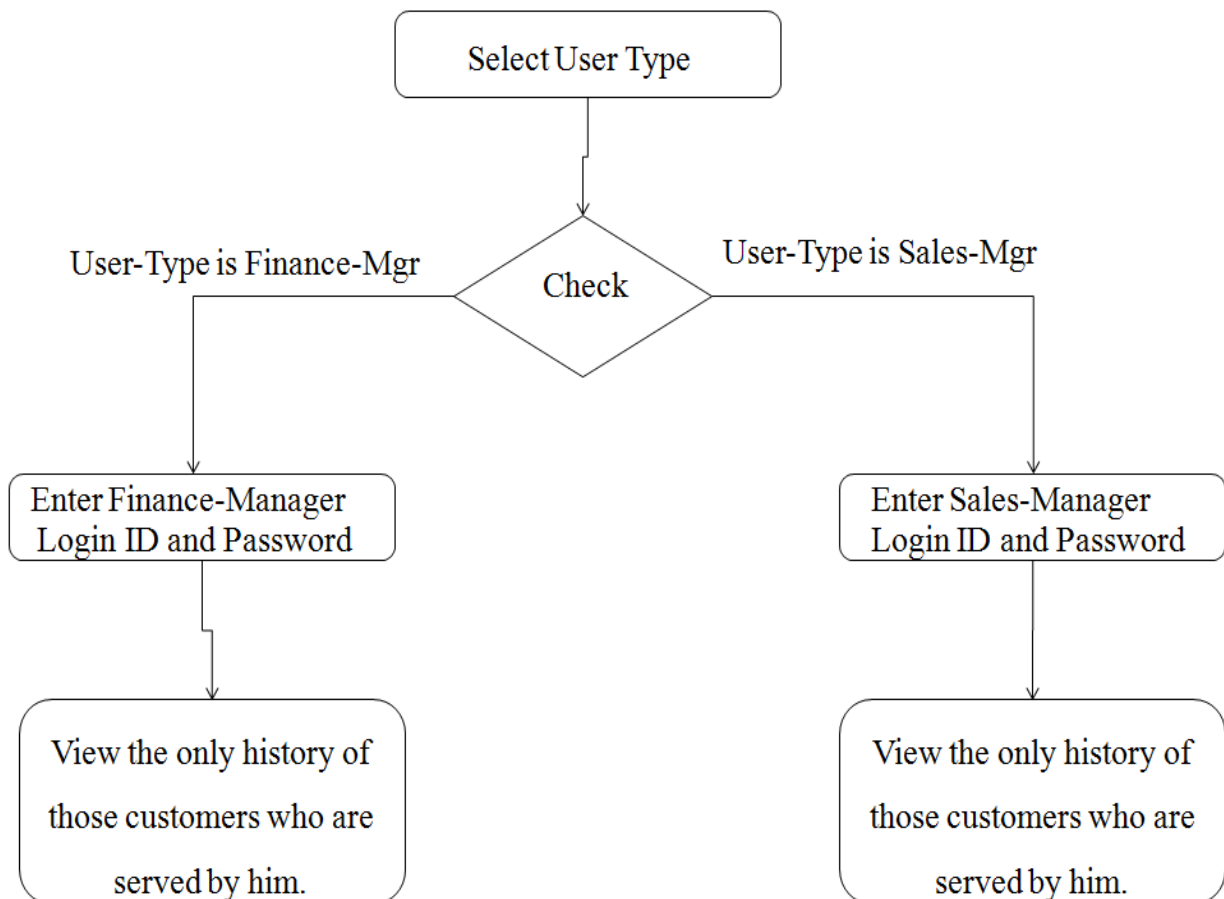 Select User Type
User-Type is Finance-Mgr
User-Type is Sales-Mgr
Check
Enter Finance-Manager
Login ID and Password
Enter Sales-Manager
Login ID and Password
View the only history of
those customers who are
served by him.
View the only history of
those customers who are
served by him.